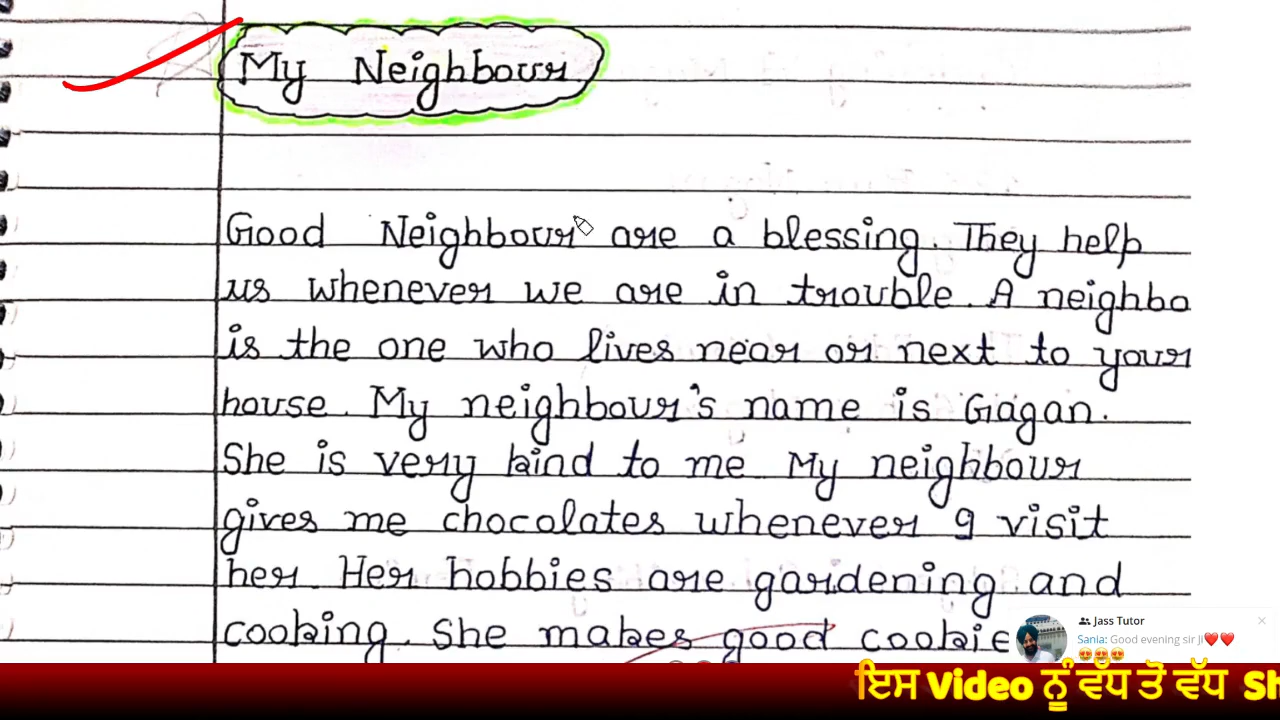 My Neighbour
Good Neighbour are a blessing. They help
us whenever we are in trouble. A neighbo
is the one who lives near or next to your
house. My neighbour's name is Gagan.
She is very kind to me My neighbour
gives me chocolates whenever I visit
her. Her hobbies are gardening and
cooking. She makes good cookie
Jass Tutor
Sania: Good evening sir JI❤️❤️
😍😍😍
ਇਸ Video ਨੂੰ ਵੱਧ ਤੋਂ ਵੱਧ Sh